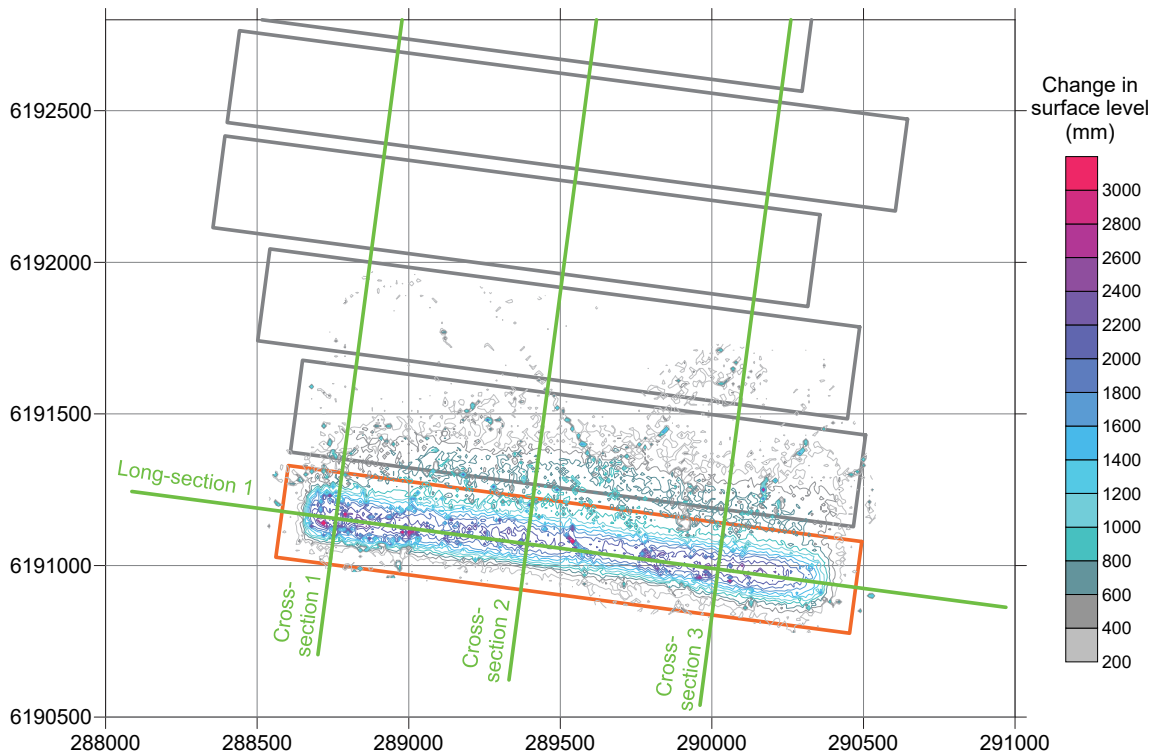 6192500
6192000
6191500
6191000
6190500
288000
288500
289000
289500
290000
290500
291000
Long-section 1
Cross-
section 1
Cross-
section 2
Cross-
section 3
Change in
surface level
(mm)
3000
2800
2600
2400
2200
2000
1800
1600
1400
1200
1000
800
600
400
200